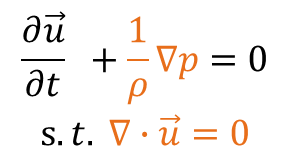 ∂u⃗/∂t + 1/ρ ∇p = 0
s. t. ∇ · u⃗ = 0